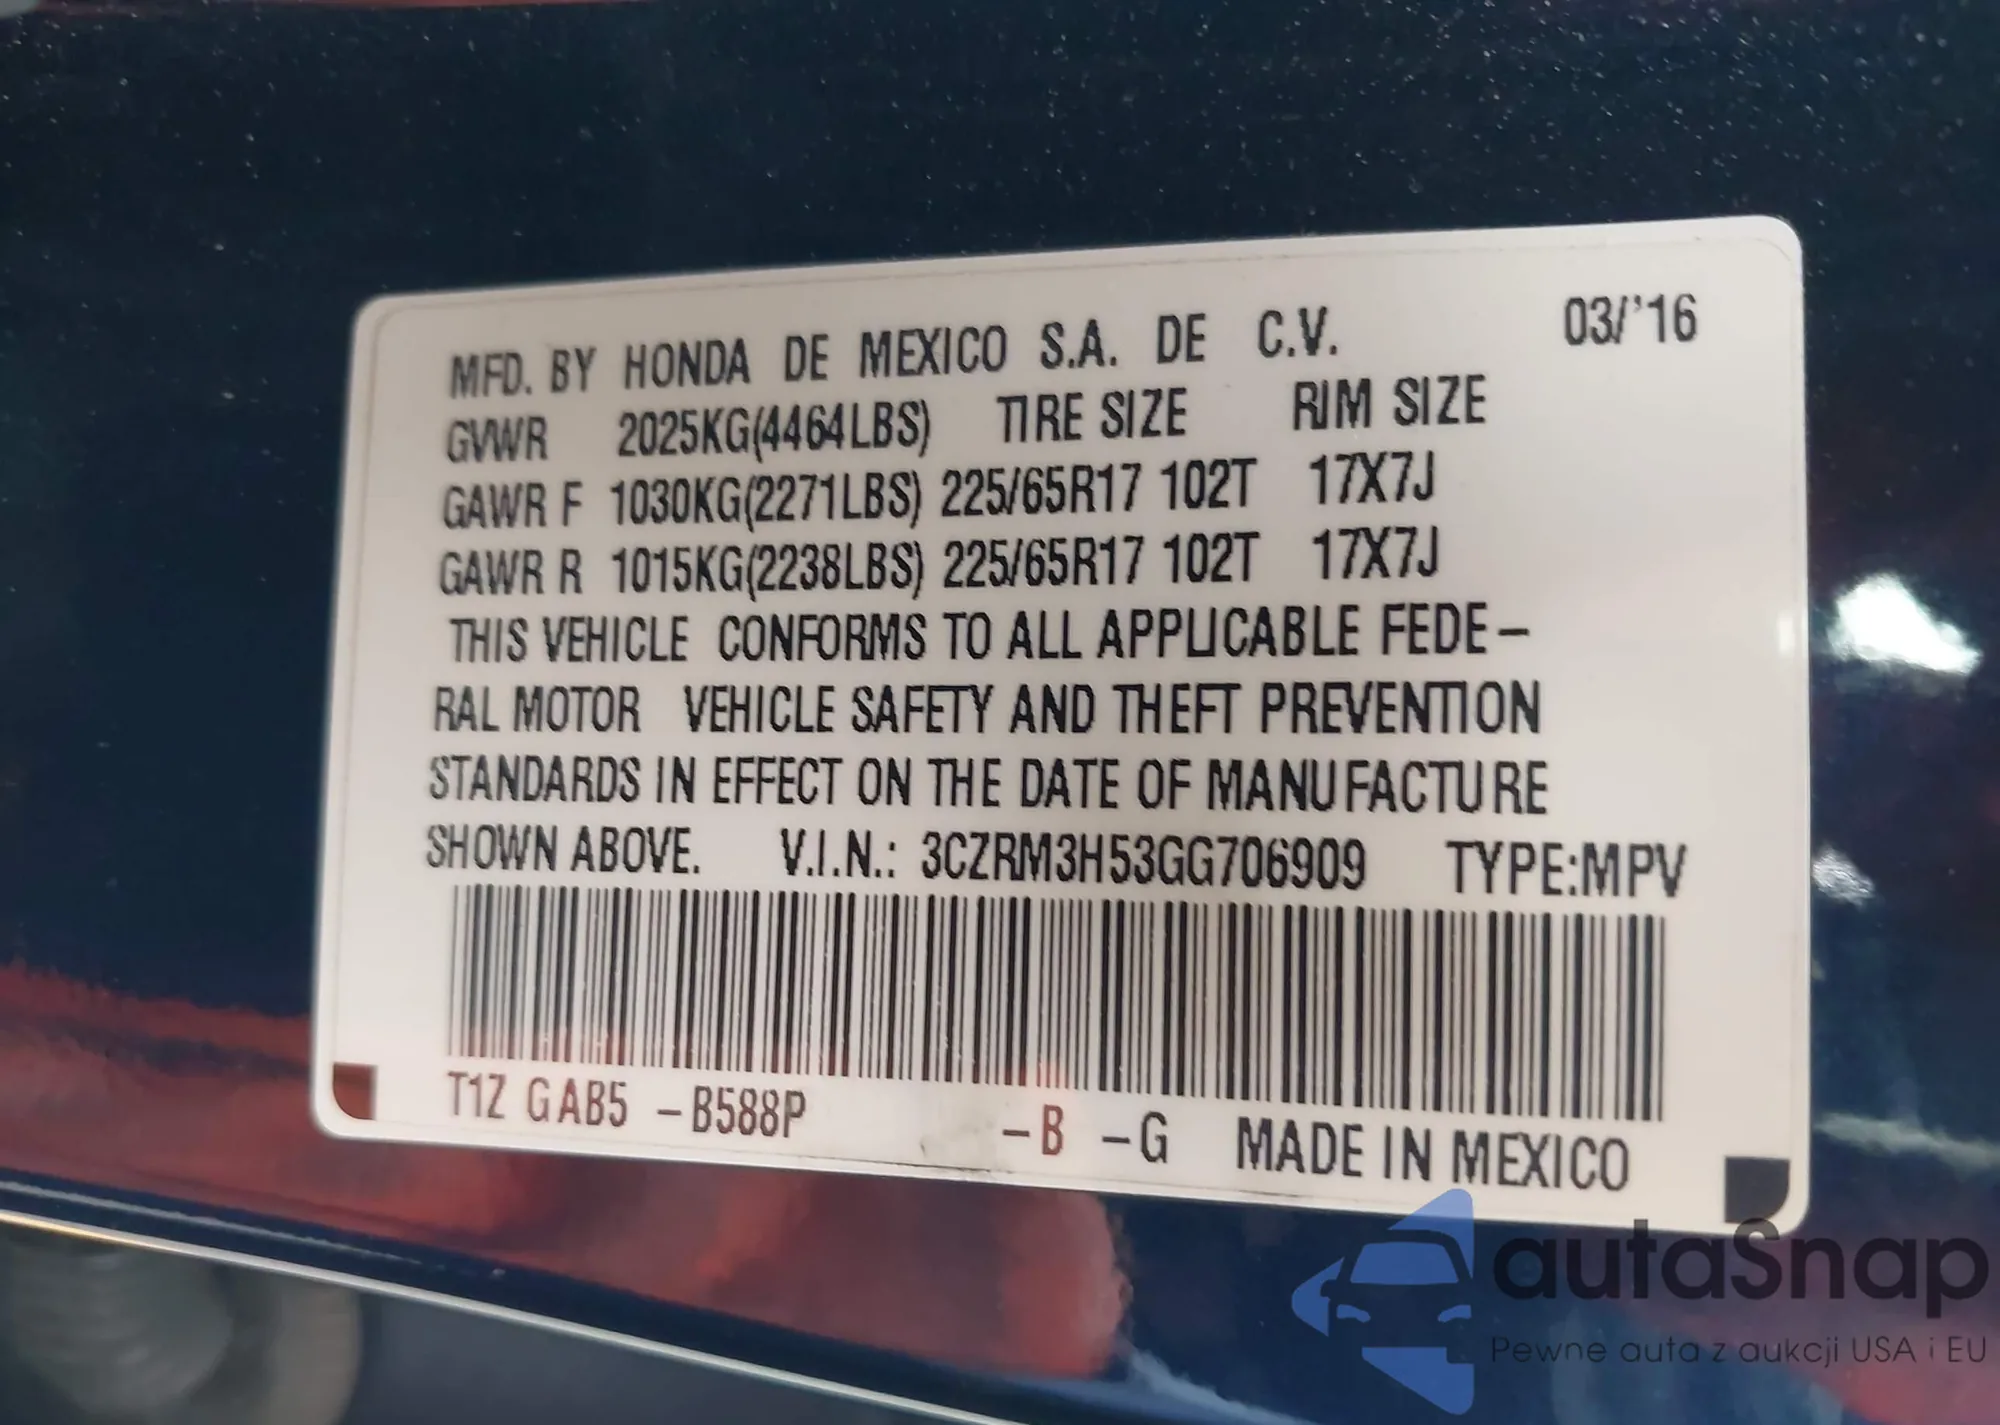 MFD. BY HONDA DE MEXICO S.A. DE C.V. 03/'16
GVWR 2025KG(4464LBS) TIRE SIZE RIM SIZE
GAWR F 1030KG(2271LBS) 225/65R17 102T 17X7J
GAWR R 1015KG(2238LBS) 225/65R17 102T 17X7J
THIS VEHICLE CONFORMS TO ALL APPLICABLE FEDE-
RAL MOTOR VEHICLE SAFETY AND THEFT PREVENTION
STANDARDS IN EFFECT ON THE DATE OF MANUFACTURE
SHOWN ABOVE. V.I.N.: 3CZRM3H53GG706909 TYPE:MPV
T1Z GAB5 -B588P -B -G MADE IN MEXICO
autaSnap
Pewne auta z aukcji USA i EU